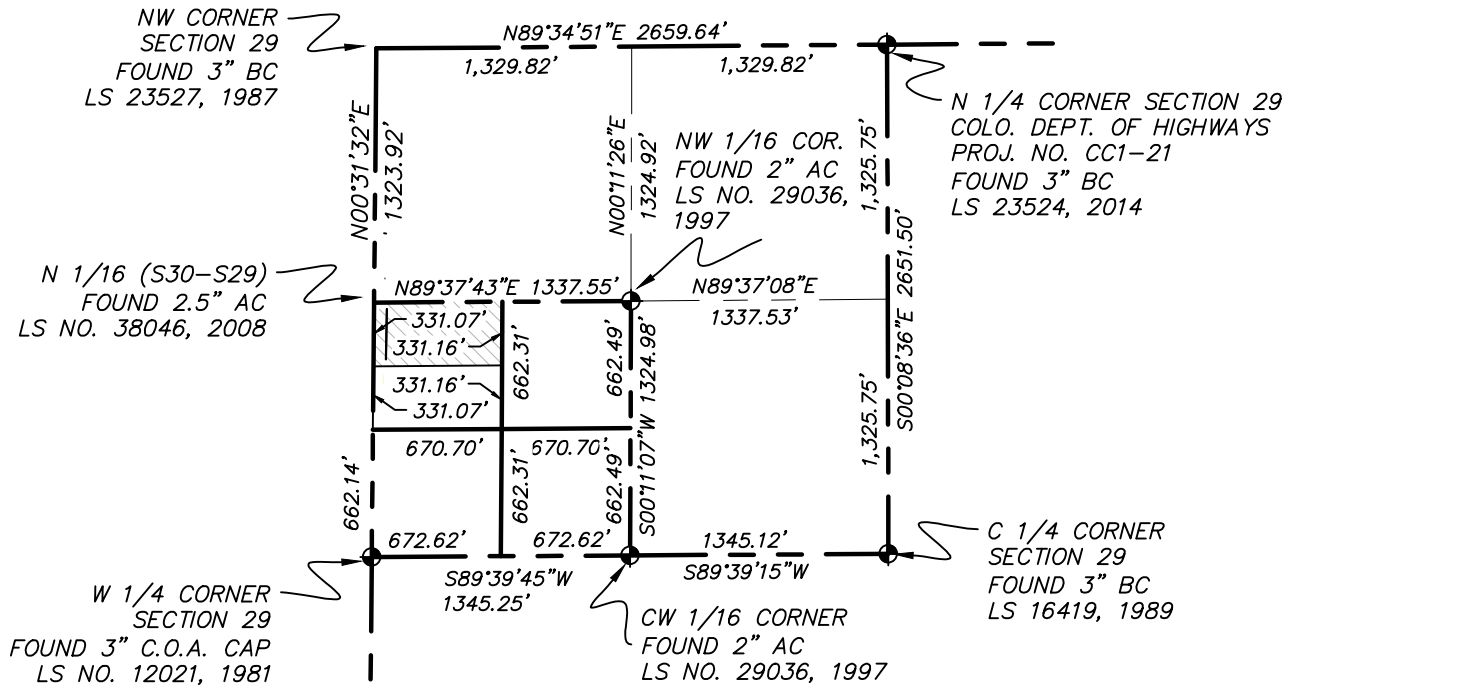 NW CORNER
SECTION 29
FOUND 3" BC
LS 23527, 1987
N89°34'51"E 2659.64'
1,329.82'
1,329.82'
N 1/4 CORNER SECTION 29
COLO. DEPT. OF HIGHWAYS
PROJ. NO. CC1-21
FOUND 3" BC
LS 23524, 2014
N00°31'32"E
1323.92'
N00°11'26"E
1324.92'
NW 1/16 COR.
FOUND 2" AC
LS NO. 29036,
1997
1,325.75'
S00°08'36"E 2651.50'
1,325.75'
N 1/16 (S30-S29)
FOUND 2.5" AC
LS NO. 38046, 2008
N89°37'43"E 1337.55'
N89°37'08"E
1337.53'
331.07'
331.16'
331.16'
331.07'
662.31'
662.49'
S00°11'07"W 1324.98'
670.70'
670.70'
662.14'
662.31'
662.49'
672.62'
672.62'
1345.12'
S89°39'45"W
1345.25'
S89°39'15"W
W 1/4 CORNER
SECTION 29
FOUND 3" C.O.A. CAP
LS NO. 12021, 1981
CW 1/16 CORNER
FOUND 2" AC
LS NO. 29036, 1997
C 1/4 CORNER
SECTION 29
FOUND 3" BC
LS 16419, 1989